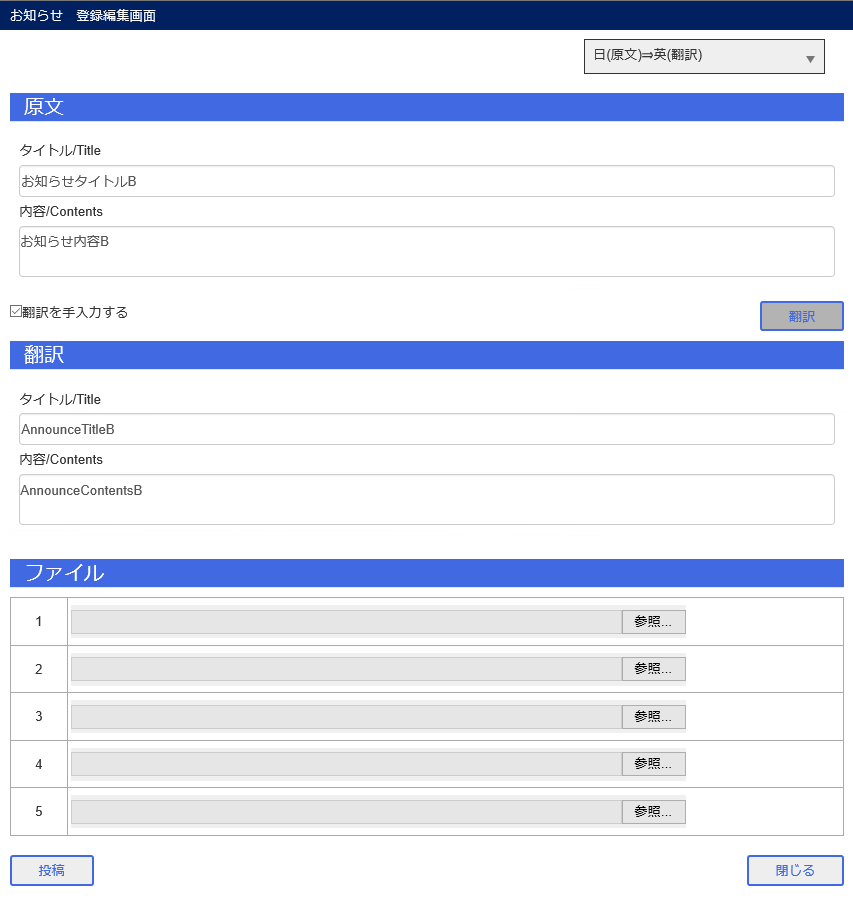 お知らせ　登録編集画面
日(原文)⇒英(翻訳)
原文
タイトル/Title
お知らせタイトルB
内容/Contents
お知らせ内容B
翻訳を手入力する
翻訳
翻訳
タイトル/Title
AnnounceTitleB
内容/Contents
AnnounceContentsB
ファイル
1 参照...
2 参照...
3 参照...
4 参照...
5 参照...
投稿 閉じる